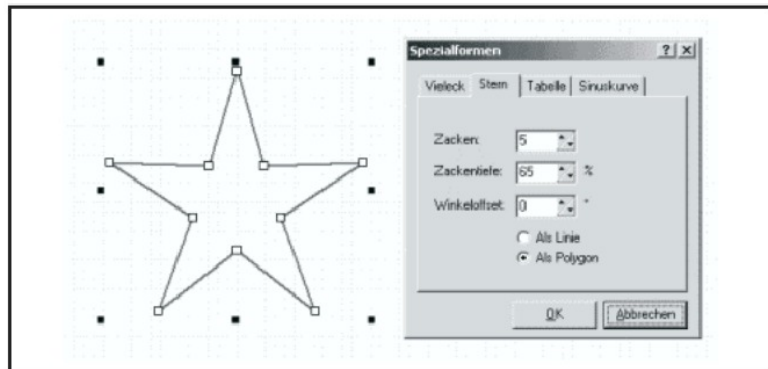 Spezialformen
Vieleck Stern Tabelle Sinuskurve
Zacken: 5
Zackentiefe: 65 %
Winkeloffset: 0 °
Als Linie
Als Polygon
OK Abbrechen